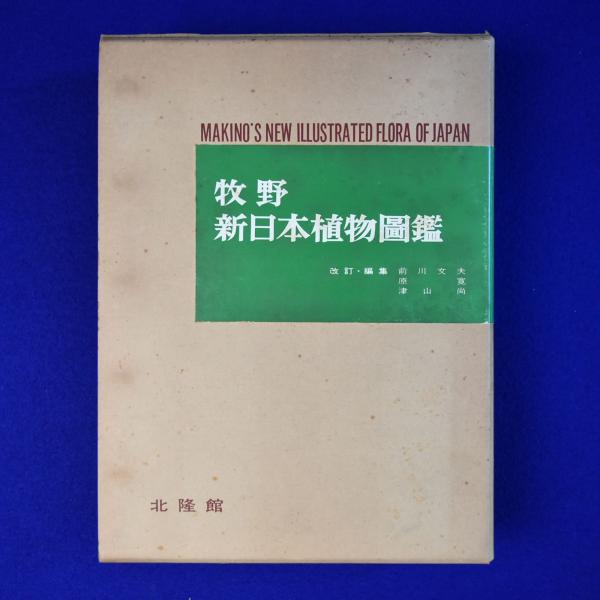 MAKINO'S NEW ILLUSTRATED FLORA OF JAPAN
牧野
新日本植物圖鑑
改訂・編集 前川文夫
原 寛
津山 尚
北隆館